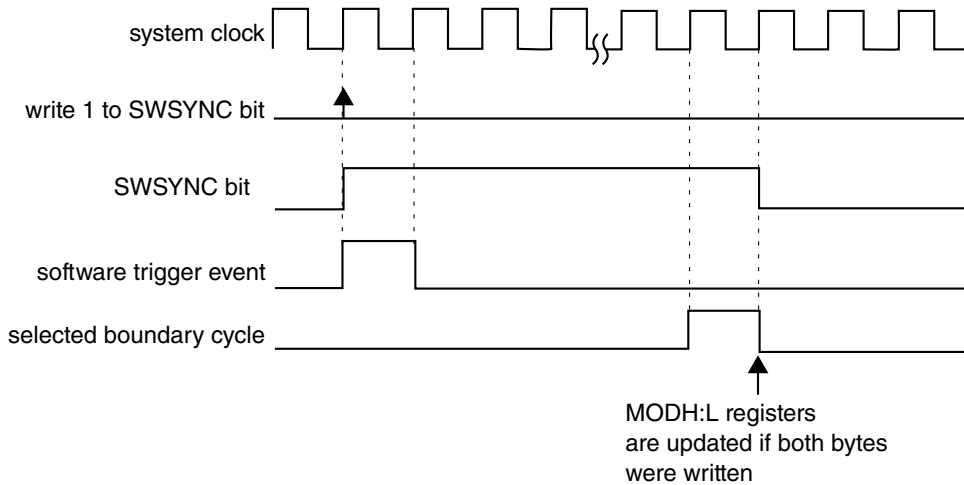 system clock
write 1 to SWSYNC bit
SWSYNC bit
software trigger event
selected boundary cycle
MODH:L registers
are updated if both bytes
were written